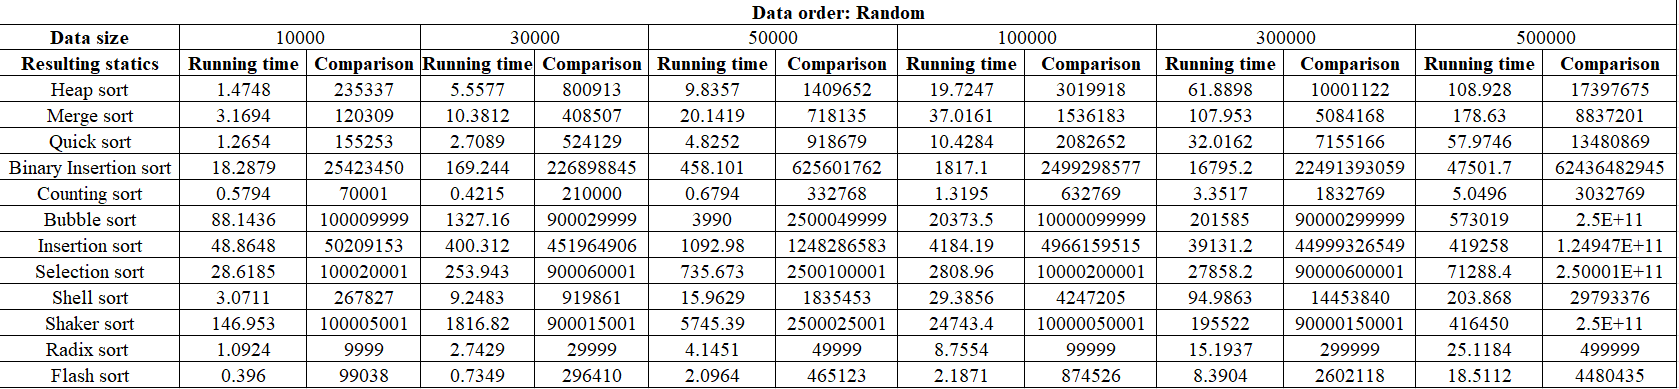 Data order: Random
Data size 10000 30000 50000 100000 300000 500000
Resulting statics Running time Comparison Running time Comparison Running time Comparison Running time Comparison Running time Comparison Running time Comparison
Heap sort 1.4748 235337 5.5577 800913 9.8357 1409652 19.7247 3019918 61.8898 10001122 108.928 17397675
Merge sort 3.1694 120309 10.3812 408507 20.1419 718135 37.0161 1536183 107.953 5084168 178.63 8837201
Quick sort 1.2654 155253 2.7089 524129 4.8252 918679 10.4284 2082652 32.0162 7155166 57.9746 13480869
Binary Insertion sort 18.2879 25423450 169.244 226898845 458.101 625601762 1817.1 2499298577 16795.2 22491393059 47501.7 62436482945
Counting sort 0.5794 70001 0.4215 210000 0.6794 332768 1.3195 632769 3.3517 1832769 5.0496 3032769
Bubble sort 88.1436 100009999 1327.16 900029999 3990 2500049999 20373.5 10000099999 201585 90000299999 573019 2.5E+11
Insertion sort 48.8648 50209153 400.312 451964906 1092.98 1248286583 4184.19 4966159515 39131.2 44999326549 419258 1.24947E+11
Selection sort 28.6185 100020001 253.943 900060001 735.673 2500100001 2808.96 10000200001 27858.2 90000600001 71288.4 2.50001E+11
Shell sort 3.0711 267827 9.2483 919861 15.9629 1835453 29.3856 4247205 94.9863 14453840 203.868 29793376
Shaker sort 146.953 100005001 1816.82 900015001 5745.39 2500025001 24743.4 10000050001 195522 90000150001 416450 2.5E+11
Radix sort 1.0924 9999 2.7429 29999 4.1451 49999 8.7554 99999 15.1937 299999 25.1184 499999
Flash sort 0.396 99038 0.7349 296410 2.0964 465123 2.1871 874526 8.3904 2602118 18.5112 4480435